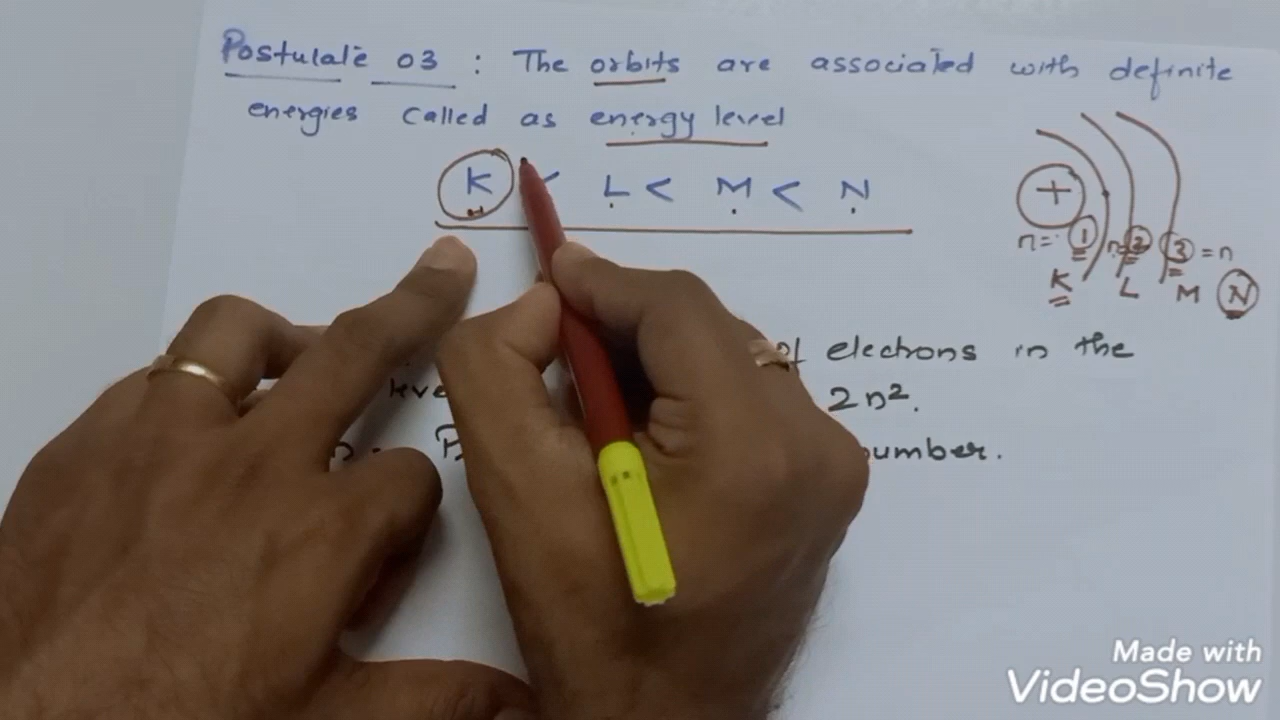 Postulate 03 : The orbits are associated with definite
energies called as energy level
K < L < M < N
+
n= 1 n=2 3 =n
K L M N
of electrons in the
2n².
number.
Made with
VideoShow